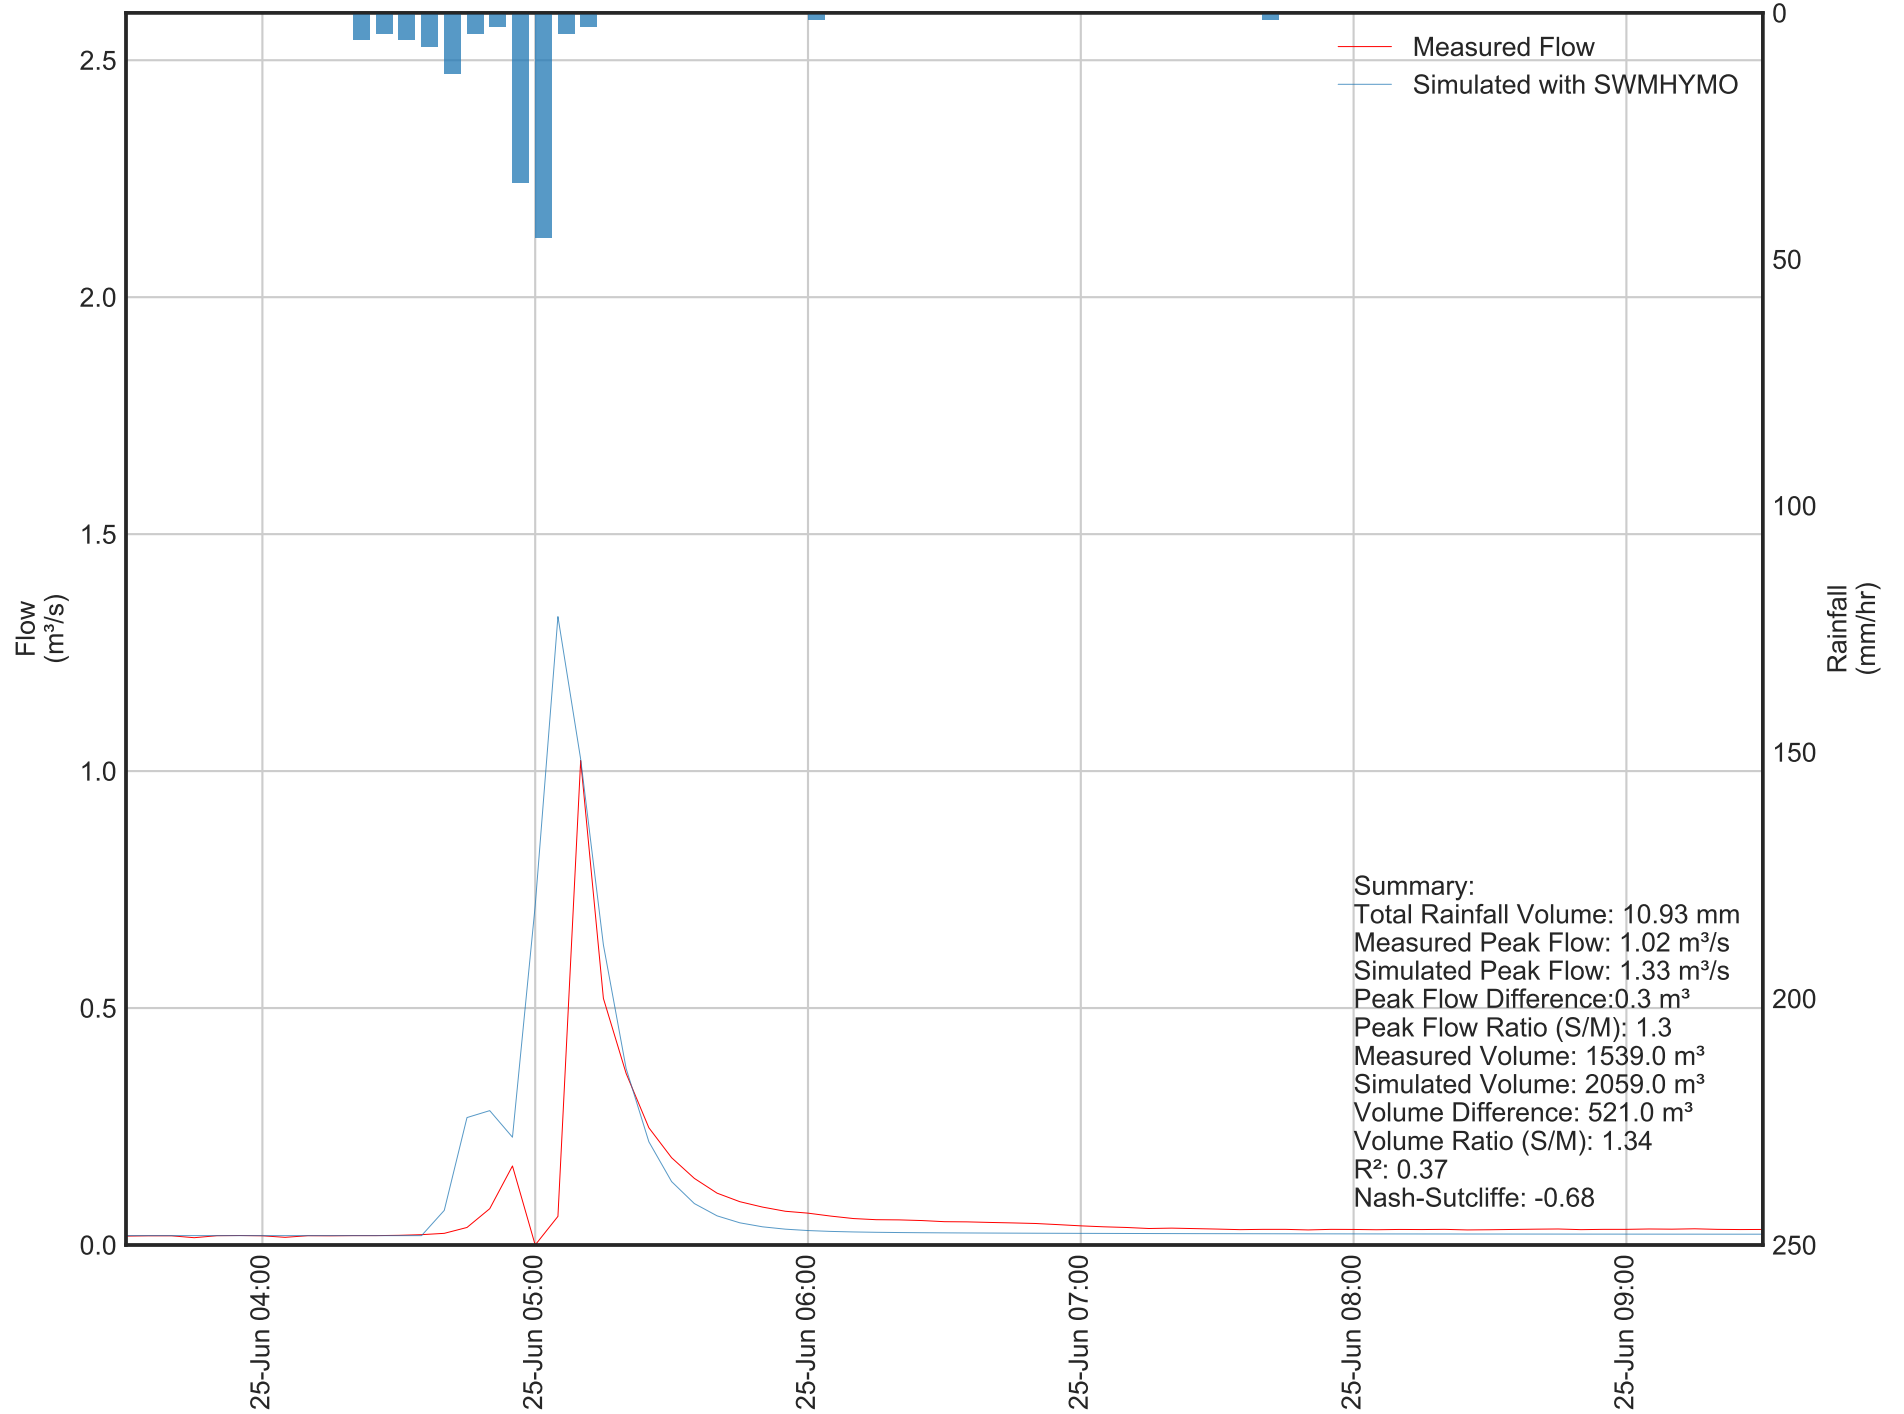 Measured Flow
Simulated with SWMHYMO
2.5
2.0
1.5
1.0
0.5
0.0
Flow
(m³/s)
0
50
100
150
200
250
Rainfall
(mm/hr)
Summary:
Total Rainfall Volume: 10.93 mm
Measured Peak Flow: 1.02 m³/s
Simulated Peak Flow: 1.33 m³/s
Peak Flow Difference:0.3 m³
Peak Flow Ratio (S/M): 1.3
Measured Volume: 1539.0 m³
Simulated Volume: 2059.0 m³
Volume Difference: 521.0 m³
Volume Ratio (S/M): 1.34
R²: 0.37
Nash-Sutcliffe: -0.68
25-Jun 04:00
25-Jun 05:00
25-Jun 06:00
25-Jun 07:00
25-Jun 08:00
25-Jun 09:00